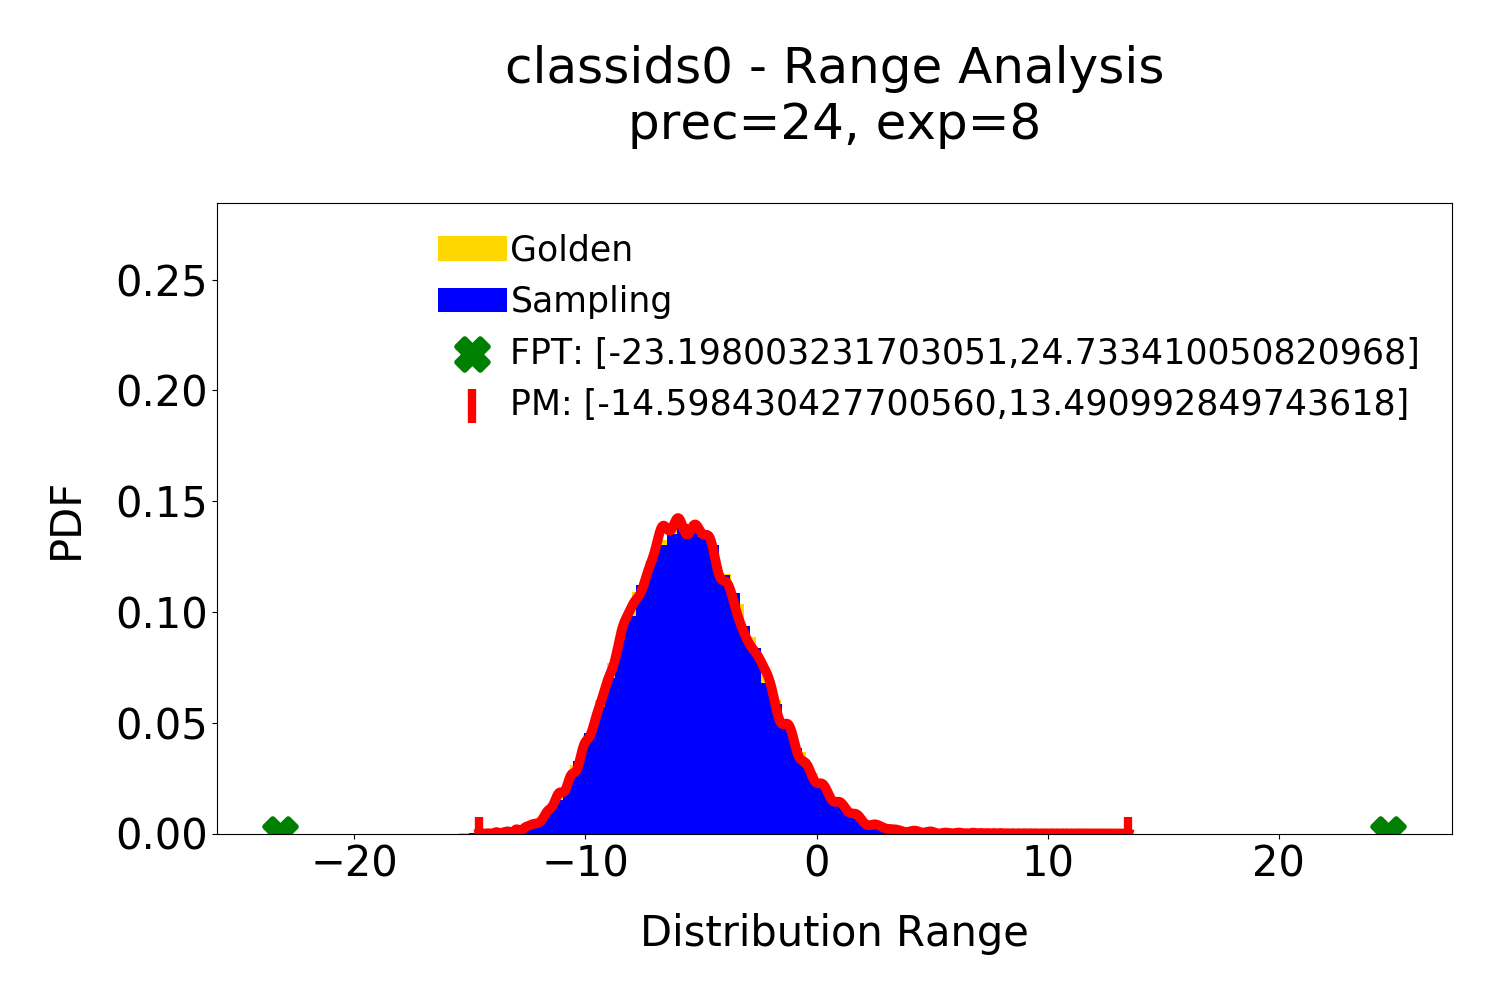 classids0 - Range Analysis
prec=24, exp=8
Golden
Sampling
FPT: [-23.198003231703051,24.733410050820968]
PM: [-14.598430427700560,13.490992849743618]
PDF
0.25
0.20
0.15
0.10
0.05
0.00
−20 −10 0 10 20
Distribution Range